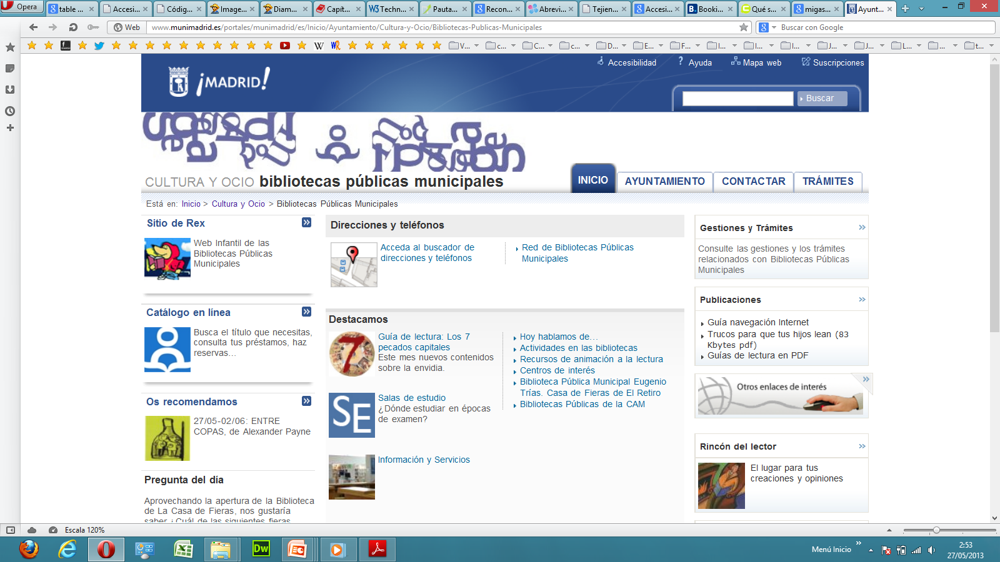 Opera
table
Accesi...
Códig...
Image...
Diam...
Capít...
W3 Techn...
Pauta...
Recon...
Abrevi...
Tejien...
Accesi...
B. Booki...
Qué s...
migas...
Ayunt...
Web
www.munimadrid.es/portales/munimadrid/es/Inicio/Ayuntamiento/Cultura-y-Ocio/Bibliotecas-Publicas-Municipales
Buscar con Google
V... c... C... c... D... E... F... I... I... I... J... J... L... ... t...
Accesibilidad
Ayuda
Mapa web
Suscripciones
¡MADRID!
Buscar
CULTURA Y OCIO bibliotecas públicas municipales
INICIO
AYUNTAMIENTO
CONTACTAR
TRÁMITES
Está en: Inicio > Cultura y Ocio > Bibliotecas Públicas Municipales
Sitio de Rex
Web Infantil de las
Bibliotecas Públicas
Municipales
Catálogo en línea
Busca el título que necesitas,
consulta tus préstamos, haz
reservas...
Os recomendamos
27/05-02/06: ENTRE
COPAS, de Alexander Payne
Pregunta del día
Aprovechando la apertura de la Biblioteca
de La Casa de Fieras, nos gustaría
saber ¿Cuál de las siguientes fieras
Direcciones y teléfonos
Acceda al buscador de
direcciones y teléfonos
Red de Bibliotecas Públicas
Municipales
Destacamos
7
Guía de lectura: Los 7
pecados capitales
Este mes nuevos contenidos
sobre la envidia.
SE
Salas de estudio
¿Dónde estudiar en épocas
de examen?
Información y Servicios
Hoy hablamos de...
Actividades en las bibliotecas
Recursos de animación a la lectura
Centros de interés
Biblioteca Pública Municipal Eugenio
Trías. Casa de Fieras de El Retiro
Bibliotecas Públicas de la CAM
Gestiones y Trámites
Consulte las gestiones y los trámites
relacionados con Bibliotecas Públicas
Municipales
Publicaciones
Guía navegación Internet
Trucos para que tus hijos lean (83
Kbytes pdf)
Guías de lectura en PDF
Otros enlaces de interés
Rincón del lector
El lugar para tus
creaciones y opiniones
Escala 120%
Dw
Menú Inicio
2:53
27/05/2013